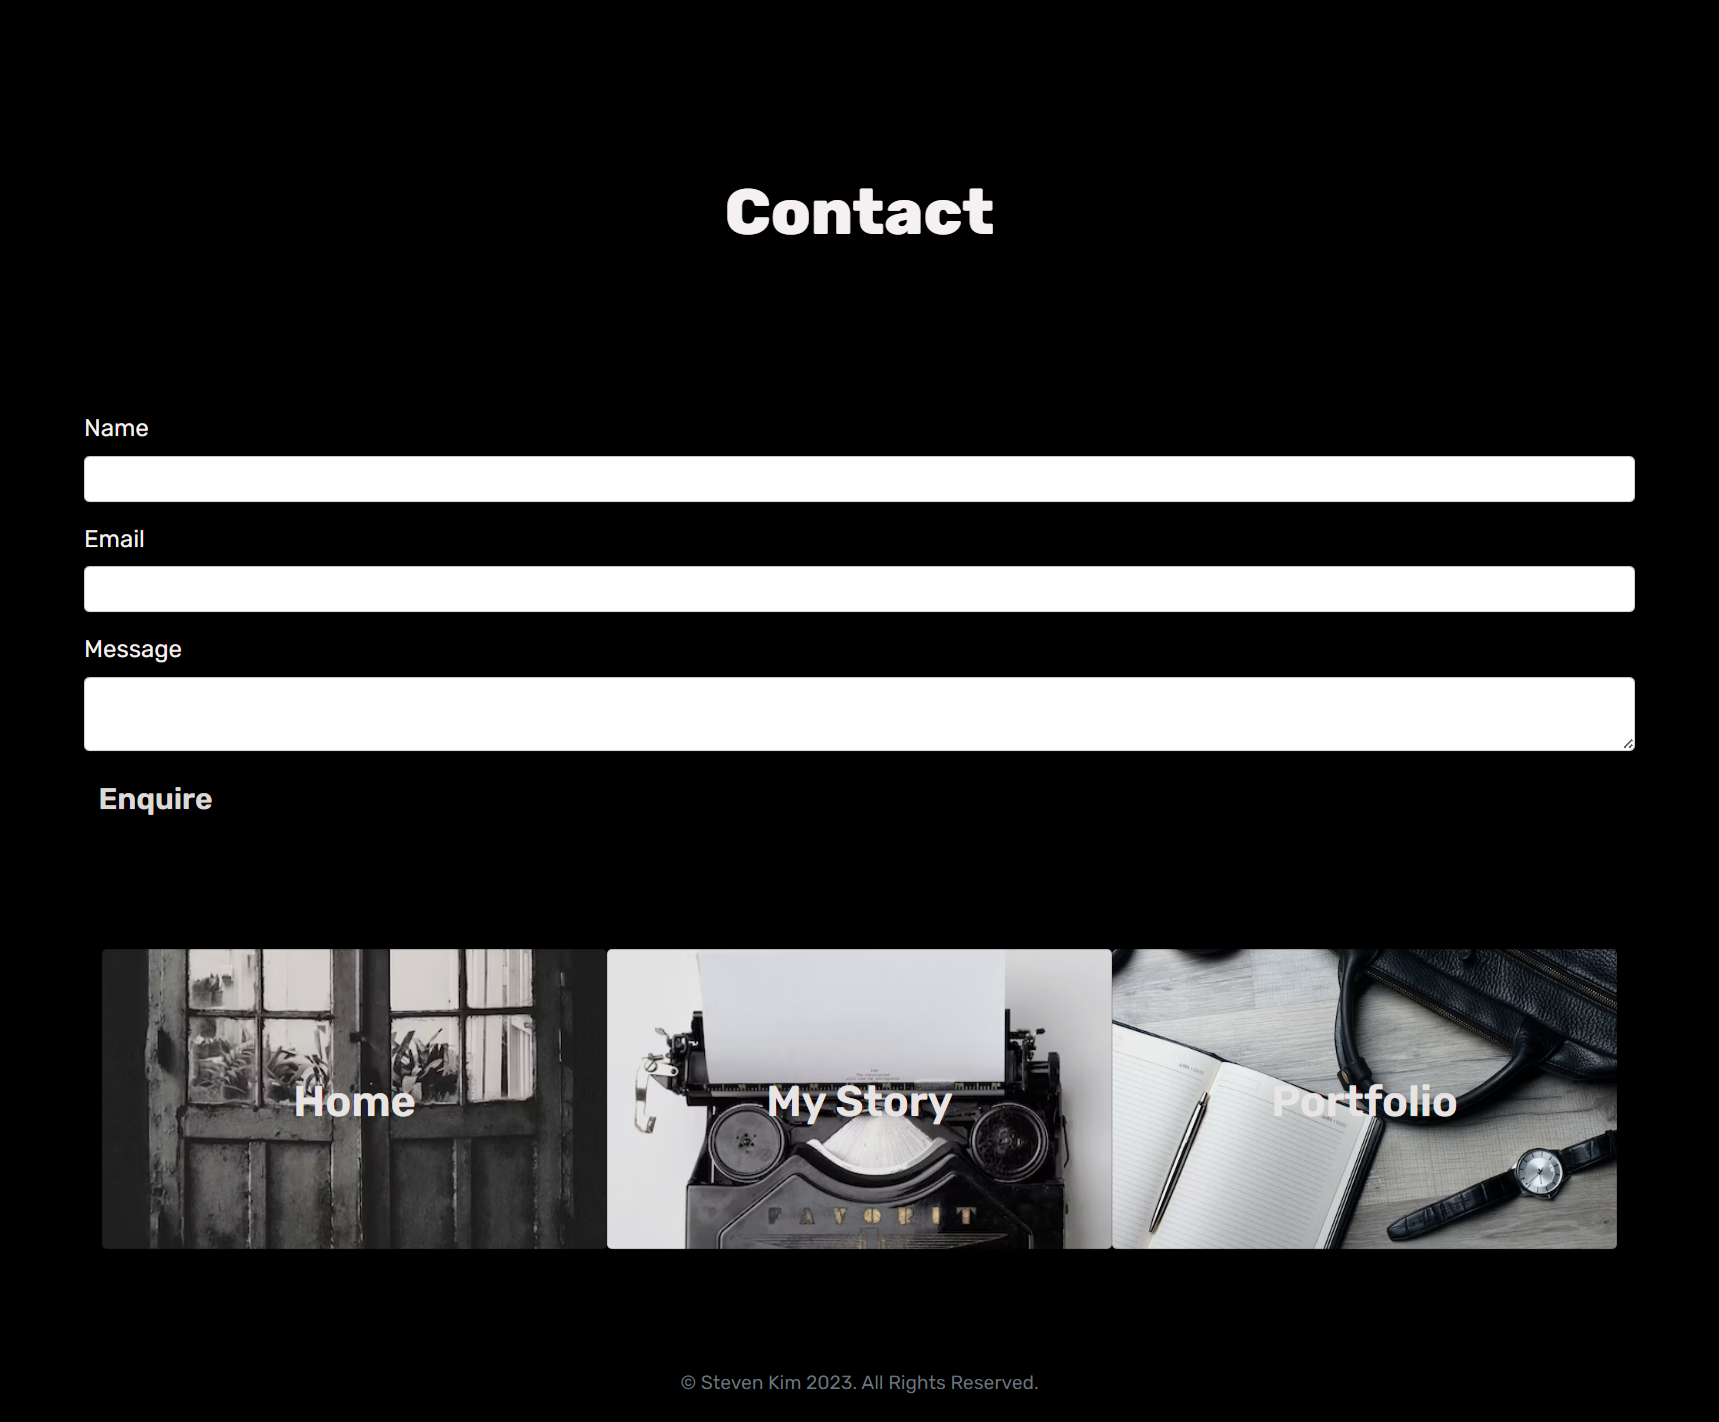 Contact
Name
Email
Message
Enquire
Home
My Story
Portfolio
FAVORIT
© Steven Kim 2023. All Rights Reserved.